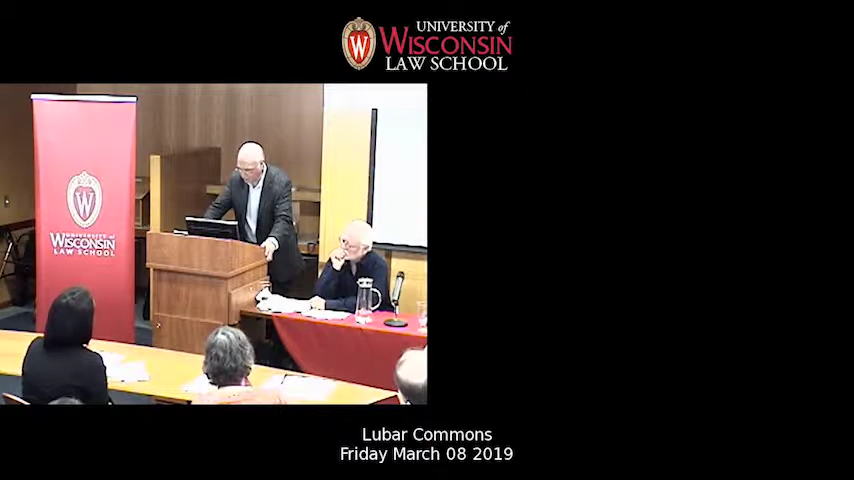 UNIVERSITY of
WISCONSIN
LAW SCHOOL
W
W
UNIVERSITY of
WISCONSIN
LAW SCHOOL
Lubar Commons
Friday March 08 2019